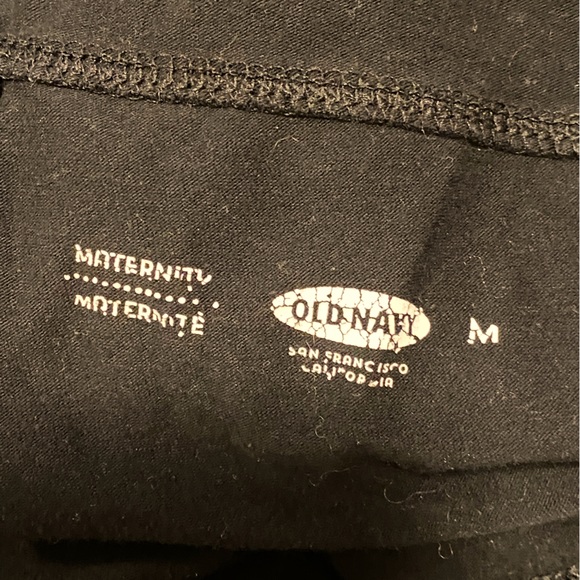 MATERNITY
MATERNITÉ
OLD NAVY
SAN FRANCISCO
CALIFORNIA
M